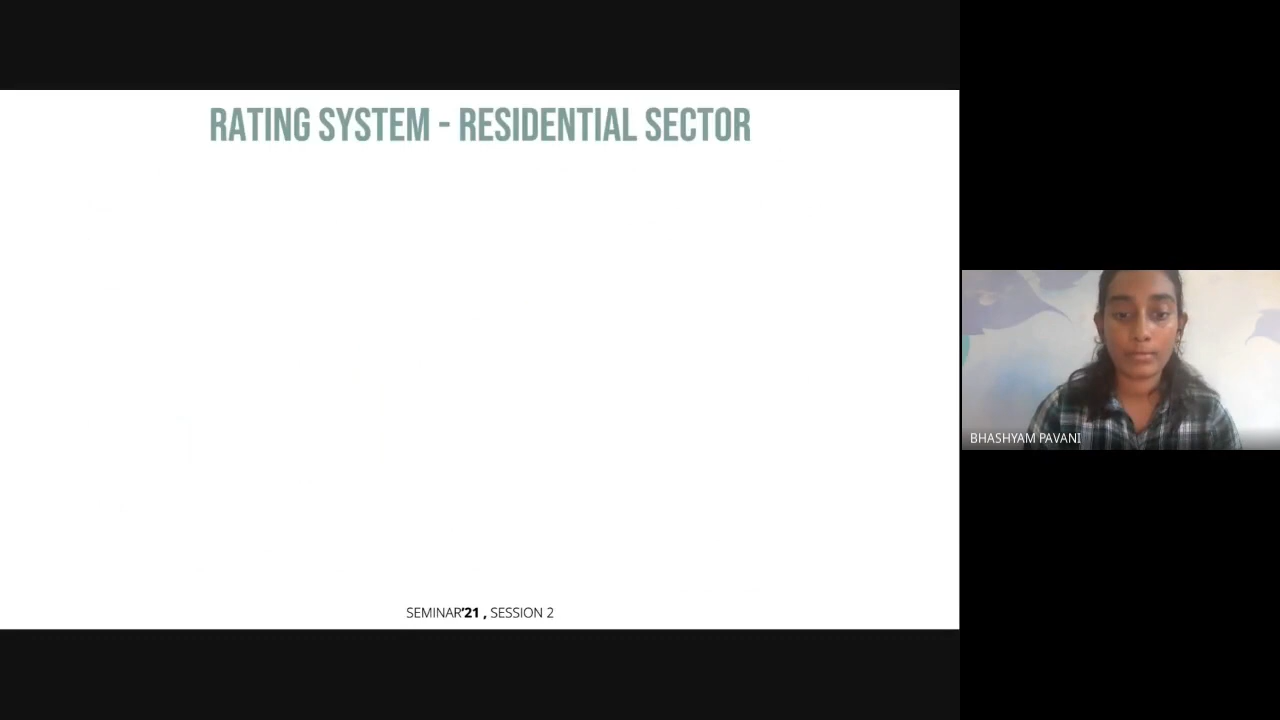 RATING SYSTEM - RESIDENTIAL SECTOR
BHASHYAM PAVANI
SEMINAR'21 , SESSION 2